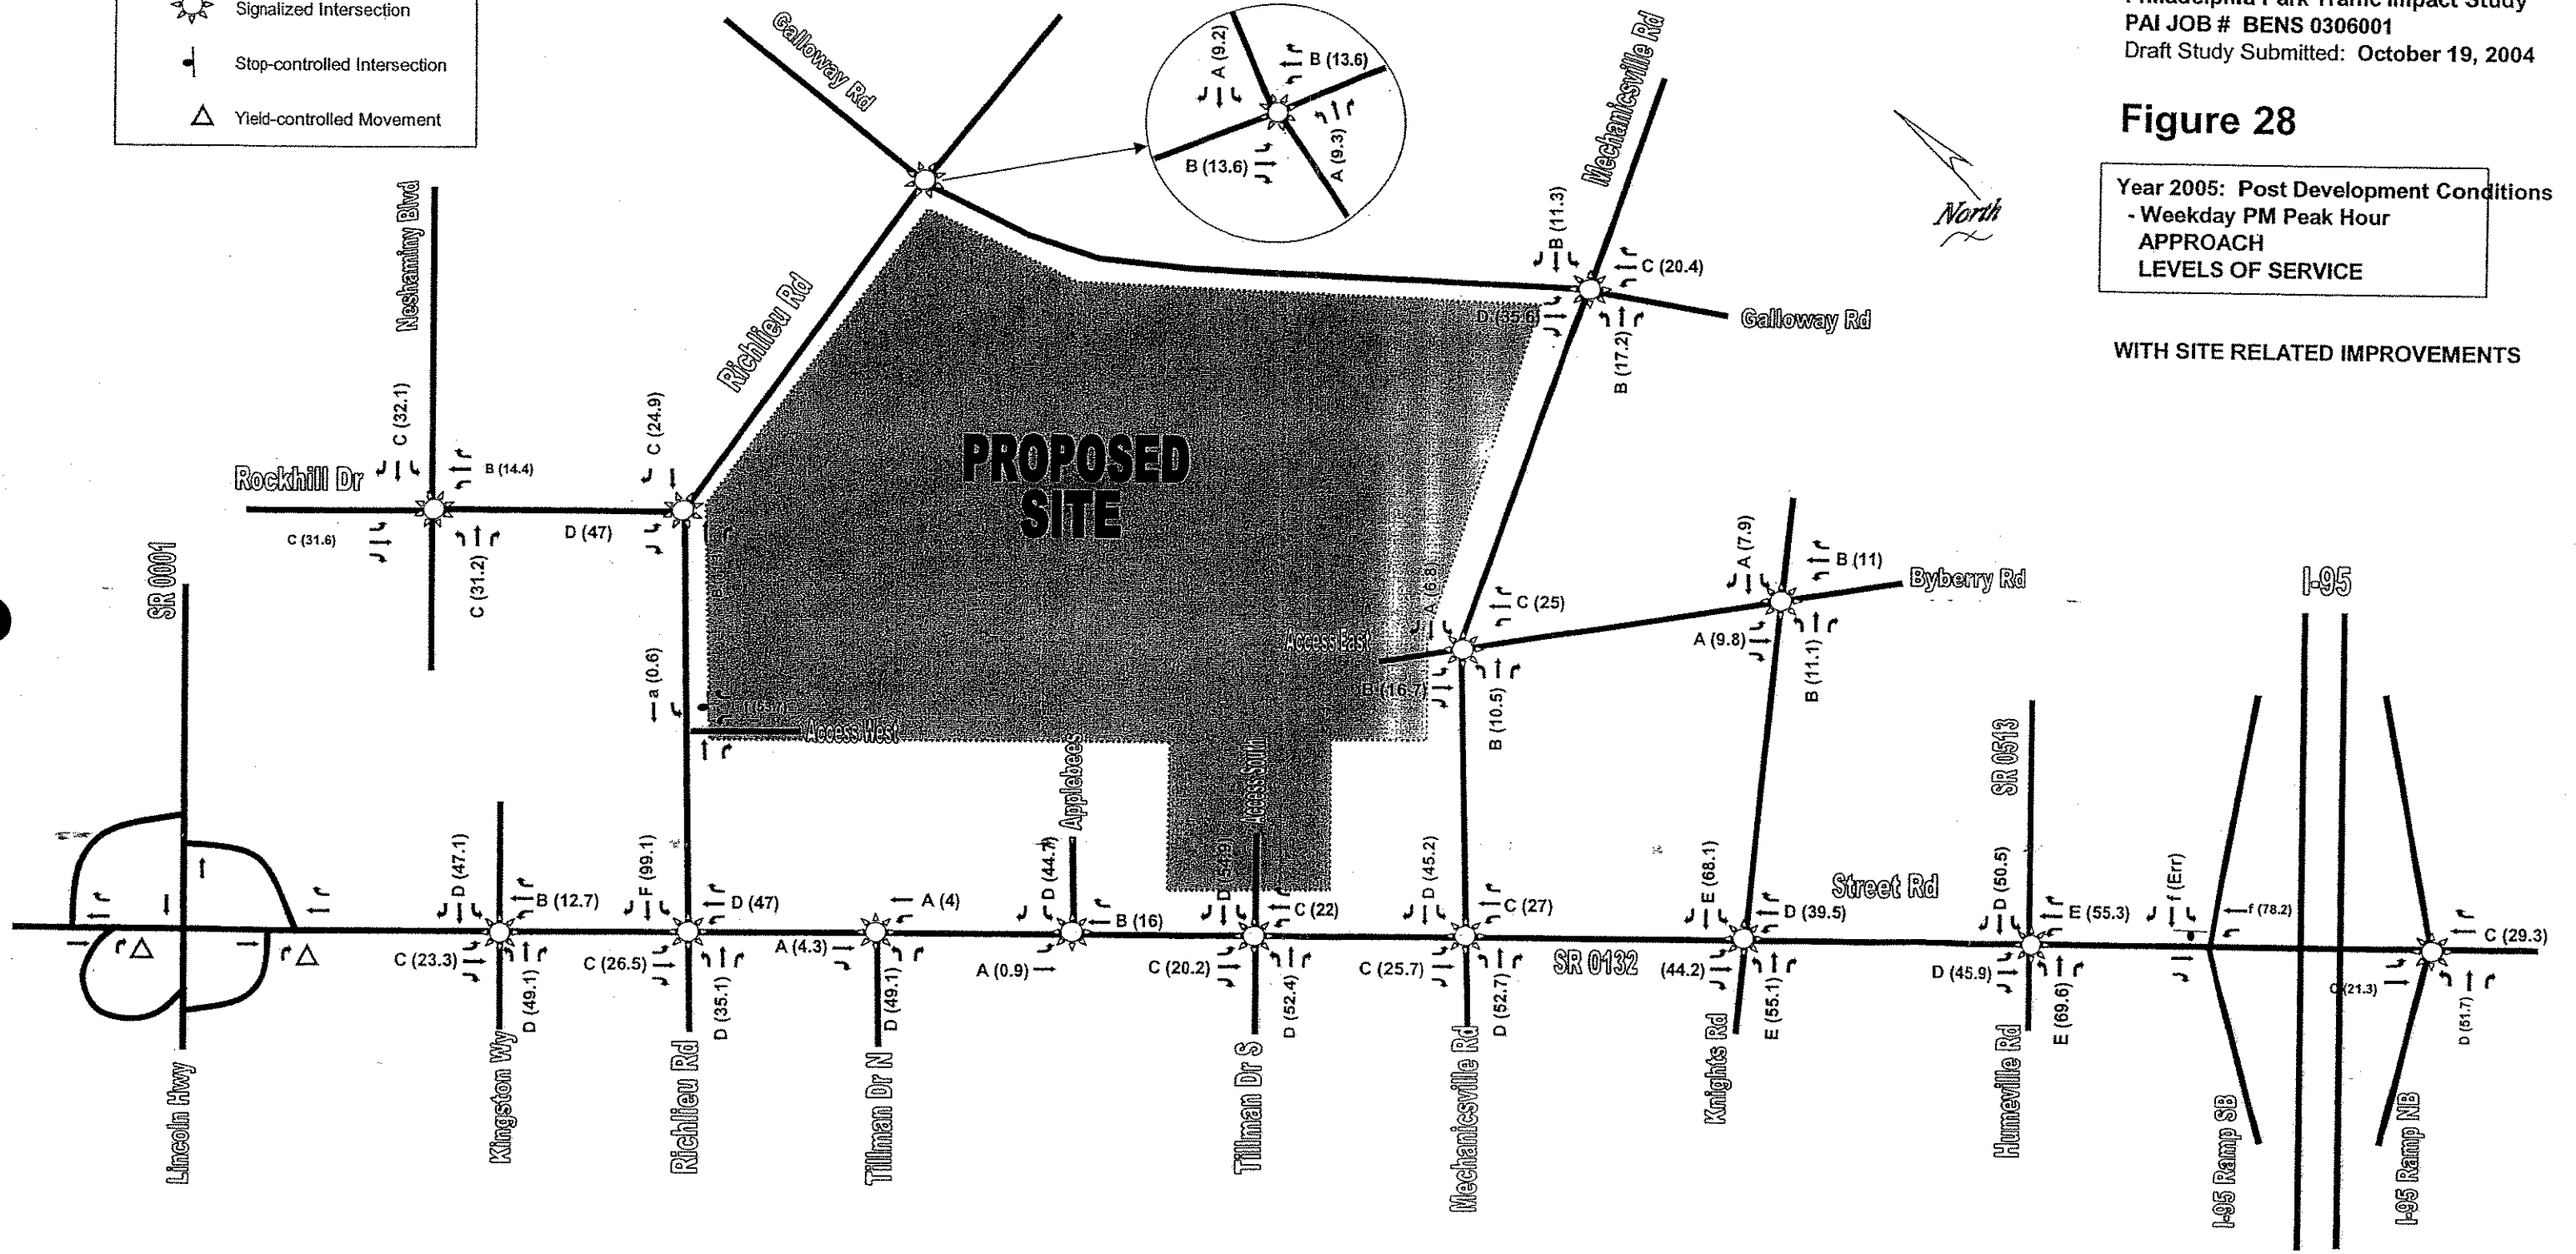 Signalized Intersection
Stop-controlled Intersection
Yield-controlled Movement
PAI JOB # BENS 0306001
Draft Study Submitted: October 19, 2004
Figure 28
Year 2005: Post Development Conditions
- Weekday PM Peak Hour
APPROACH
LEVELS OF SERVICE
WITH SITE RELATED IMPROVEMENTS
North
Galloway Rd
A (9.2)
B (13.6)
B (13.6)
A (9.3)
Mechanicsville Rd
B (11.3)
C (20.4)
D (35.6)
B (17.2)
Galloway Rd
Neshaminy Blvd
Richlieu Rd
C (32.1)
B (14.4)
Rockhill Dr
C (31.6)
C (31.2)
C (24.9)
D (47)
PROPOSED
SITE
SR 0001
a (0.6)
Access West
A (6.8)
C (25)
Access East
B (16.7)
B (10.5)
A (7.9)
B (11)
Byberry Rd
A (9.8)
B (11.1)
I-95
SR 0513
Applebees
Access South
D (47.1)
B (12.7)
C (23.3)
D (49.1)
F (99.1)
D (47)
C (26.5)
D (35.1)
A (4)
A (4.3)
D (49.1)
D (44.7)
B (16)
A (0.9)
D (54.9)
C (22)
C (20.2)
D (52.4)
D (45.2)
C (27)
C (25.7)
D (52.7)
SR 0132
E (68.1)
D (39.5)
(44.2)
E (55.1)
Street Rd
D (50.5)
E (55.3)
D (45.9)
E (69.6)
f (Err)
f (78.2)
C (29.3)
C (21.3)
D (51.7)
Lincoln Hwy
Kingston Wy
Richlieu Rd
Tillman Dr N
Tillman Dr S
Mechanicsville Rd
Knights Rd
Humeville Rd
I-95 Ramp SB
I-95 Ramp NB